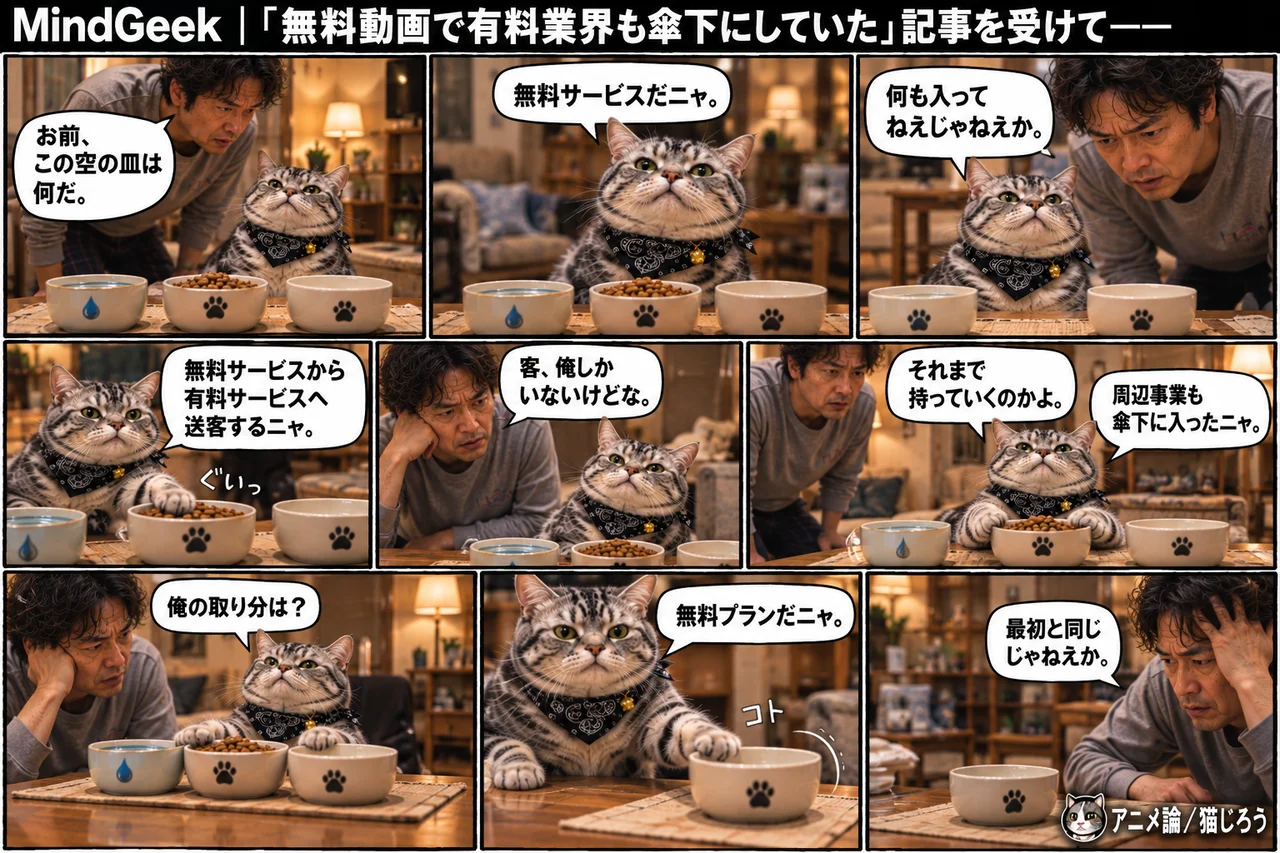 MindGeek｜「無料動画で有料業界も傘下にしていた」記事を受けて——
お前、
この空の皿は
何だ。
無料サービスだニャ。
何も入って
ねえじゃねえか。
無料サービスから
有料サービスへ
送客するニャ。
ぐいっ
客、俺しか
いないけどな。
それまで
持っていくのかよ。
周辺事業も
傘下に入ったニャ。
俺の取り分は？
無料プランだニャ。
コト
最初と同じ
じゃねえか。
アニメ論／猫じろう